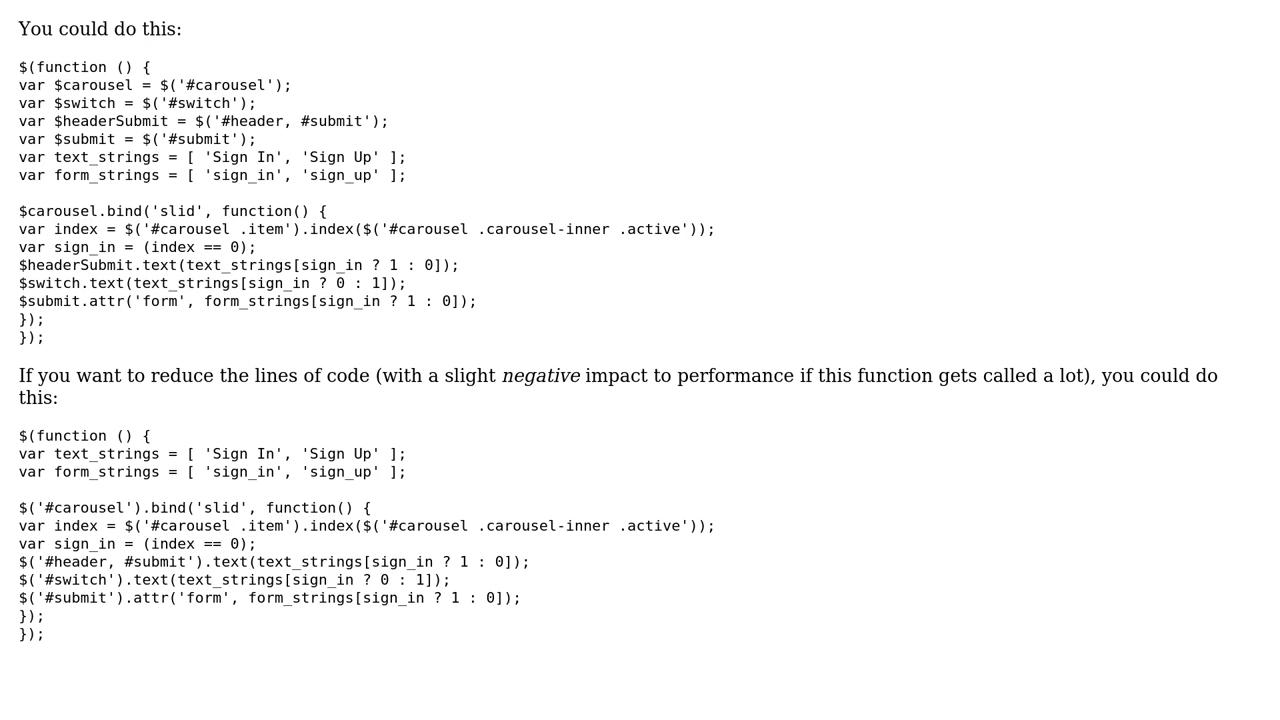 You could do this:
$(function () {
var $carousel = $('#carousel');
var $switch = $('#switch');
var $headerSubmit = $('#header, #submit');
var $submit = $('#submit');
var text_strings = [ 'Sign In', 'Sign Up' ];
var form_strings = [ 'sign_in', 'sign_up' ];
$carousel.bind('slid', function() {
var index = $('#carousel .item').index($('#carousel .carousel-inner .active'));
var sign_in = (index == 0);
$headerSubmit.text(text_strings[sign_in ? 1 : 0]);
$switch.text(text_strings[sign_in ? 0 : 1]);
$submit.attr('form', form_strings[sign_in ? 1 : 0]);
});
});
If you want to reduce the lines of code (with a slight negative impact to performance if this function gets called a lot), you could do
this:
$(function () {
var text_strings = [ 'Sign In', 'Sign Up' ];
var form_strings = [ 'sign_in', 'sign_up' ];
$('#carousel').bind('slid', function() {
var index = $('#carousel .item').index($('#carousel .carousel-inner .active'));
var sign_in = (index == 0);
$('#header, #submit').text(text_strings[sign_in ? 1 : 0]);
$('#switch').text(text_strings[sign_in ? 0 : 1]);
$('#submit').attr('form', form_strings[sign_in ? 1 : 0]);
});
});